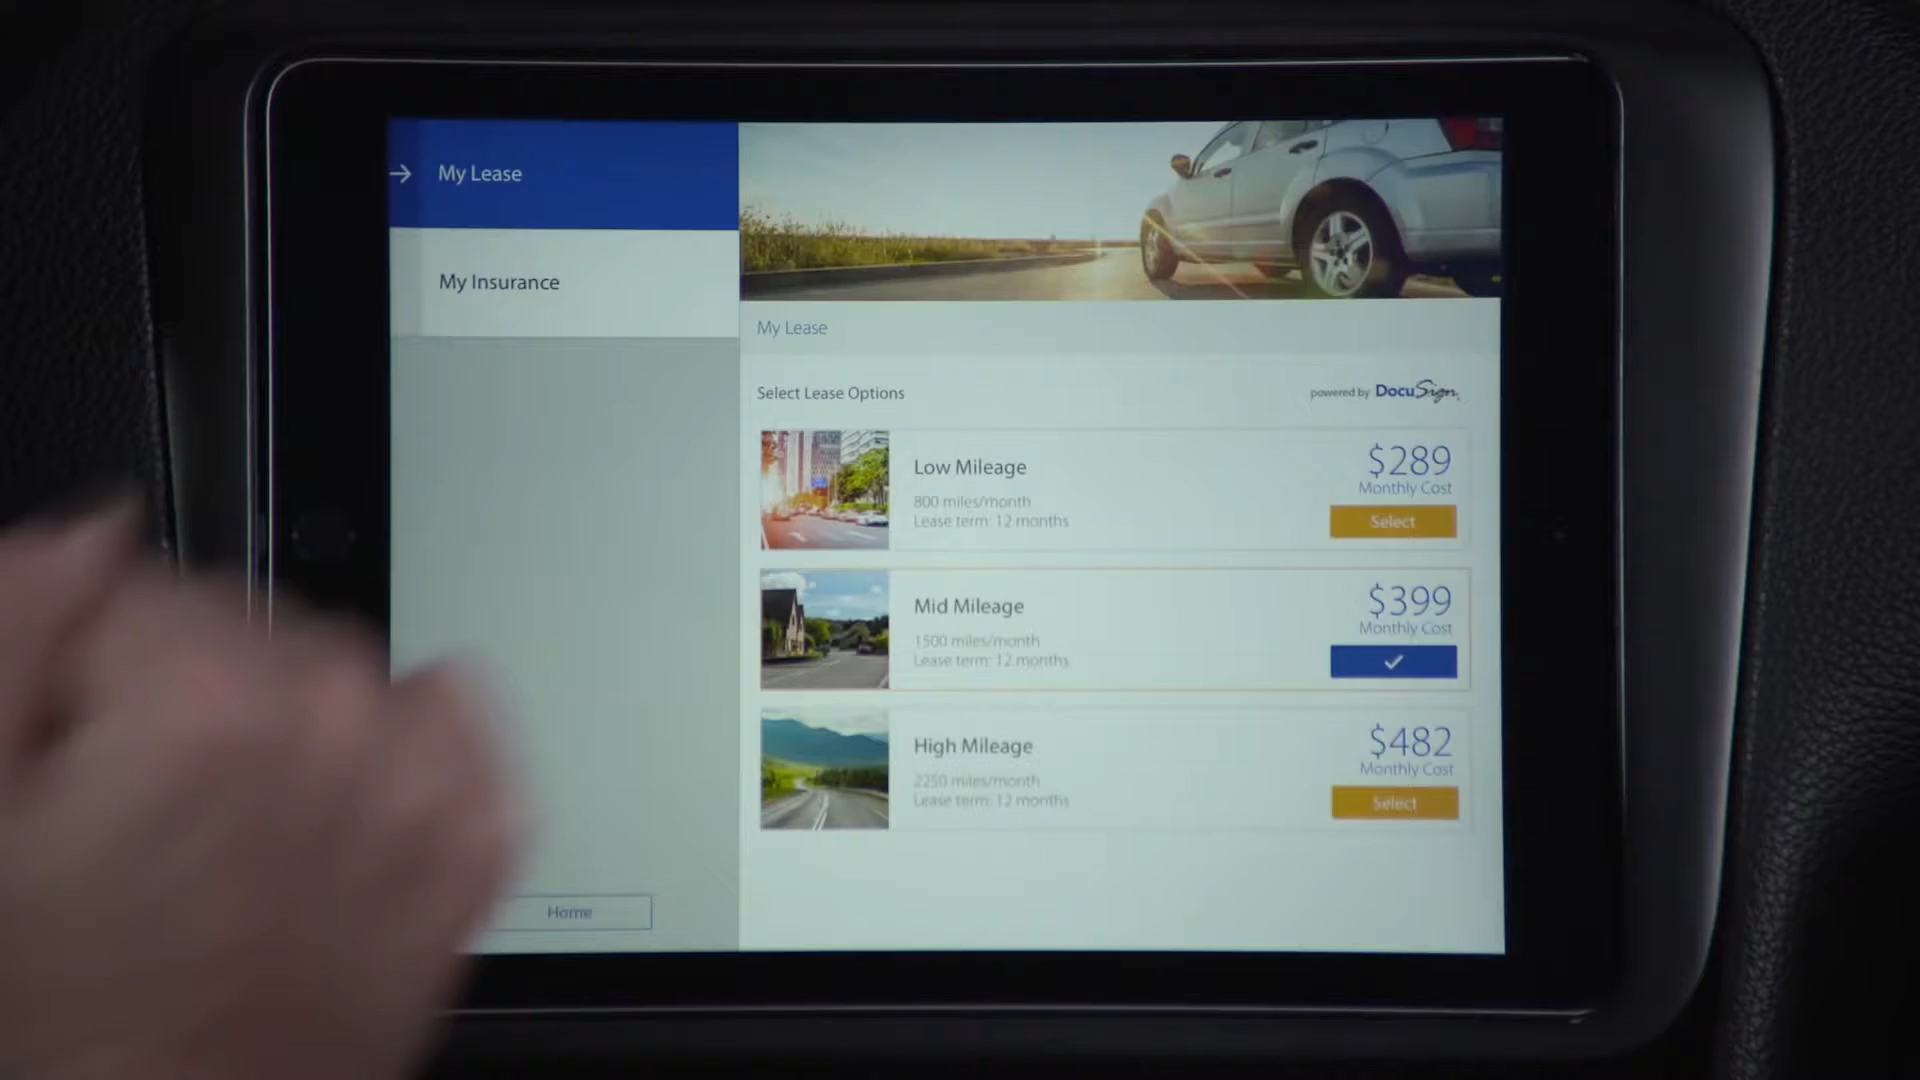 My Lease
My Insurance
Home
My Lease
Select Lease Options
powered by DocuSign
Low Mileage
800 miles/month
Lease term: 12 months
$289
Monthly Cost
Select
Mid Mileage
1500 miles/month
Lease term: 12 months
$399
Monthly Cost
High Mileage
2250 miles/month
Lease term: 12 months
$482
Monthly Cost
Select